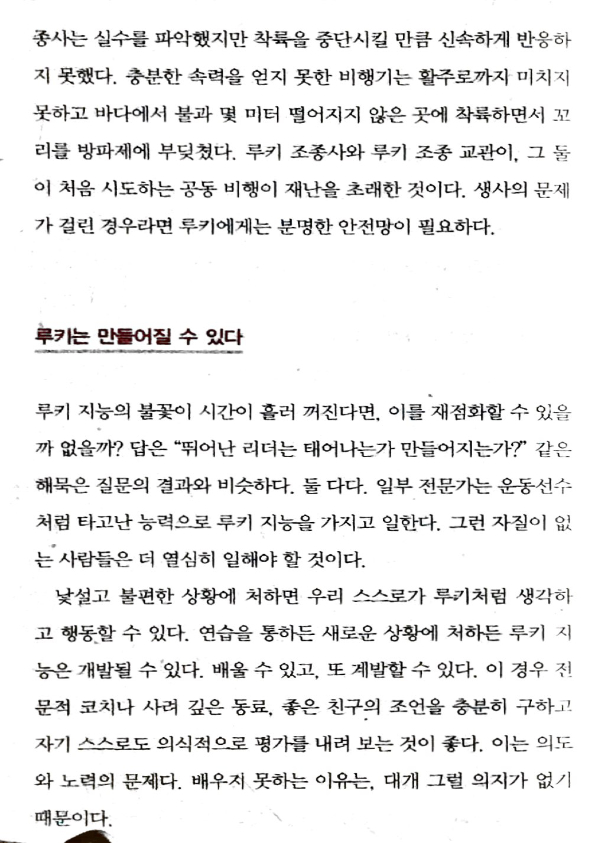 종사는 실수를 파악했지만 착륙을 중단시킬 만큼 신속하게 반응하
지 못했다. 충분한 속력을 얻지 못한 비행기는 활주로까지 미치지
못하고 바다에서 불과 몇 미터 떨어지지 않은 곳에 착륙하면서 꼬
리를 방파제에 부딪쳤다. 루키 조종사와 루키 조종 교관이, 그 둘
이 처음 시도하는 공동 비행이 재난을 초래한 것이다. 생사의 문제
가 걸린 경우라면 루키에게는 분명한 안전망이 필요하다.
루키는 만들어질 수 있다
루키 지능의 불꽃이 시간이 흘러 꺼진다면, 이를 재점화할 수 있을
까 없을까? 답은 “뛰어난 리더는 태어나는가 만들어지는가?” 같은
해묵은 질문의 결과와 비슷하다. 둘 다다. 일부 전문가는 운동선수
처럼 타고난 능력으로 루키 지능을 가지고 일한다. 그런 자질이 없
는 사람들은 더 열심히 일해야 할 것이다.
낯설고 불편한 상황에 처하면 우리 스스로가 루키처럼 생각하
고 행동할 수 있다. 연습을 통하든 새로운 상황에 처하든 루키 지
능은 개발될 수 있다. 배울 수 있고, 또 계발할 수 있다. 이 경우 전
문적 코치나 사려 깊은 동료, 좋은 친구의 조언을 충분히 구하고
자기 스스로도 의식적으로 평가를 내려 보는 것이 좋다. 이는 의도
와 노력의 문제다. 배우지 못하는 이유는, 대개 그럴 의지가 없기
때문이다.